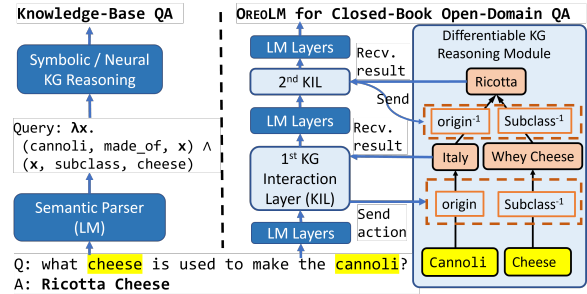 Knowledge-Base QA
Symbolic / Neural
KG Reasoning
Query: λx.
(cannoli, made_of, x) ∧
(x, subclass, cheese)
Semantic Parser
(LM)
OREOLM for Closed-Book Open-Domain QA
LM Layers
2nd KIL
LM Layers
1st KG
Interaction
Layer (KIL)
LM Layers
Recv.
result
Send
Recv.
result
Send
action
Differentiable KG
Reasoning Module
Ricotta
origin-1
Subclass-1
Italy
Whey Cheese
origin
Subclass-1
Cannoli
Cheese
Q: what cheese is used to make the cannoli?
A: Ricotta Cheese